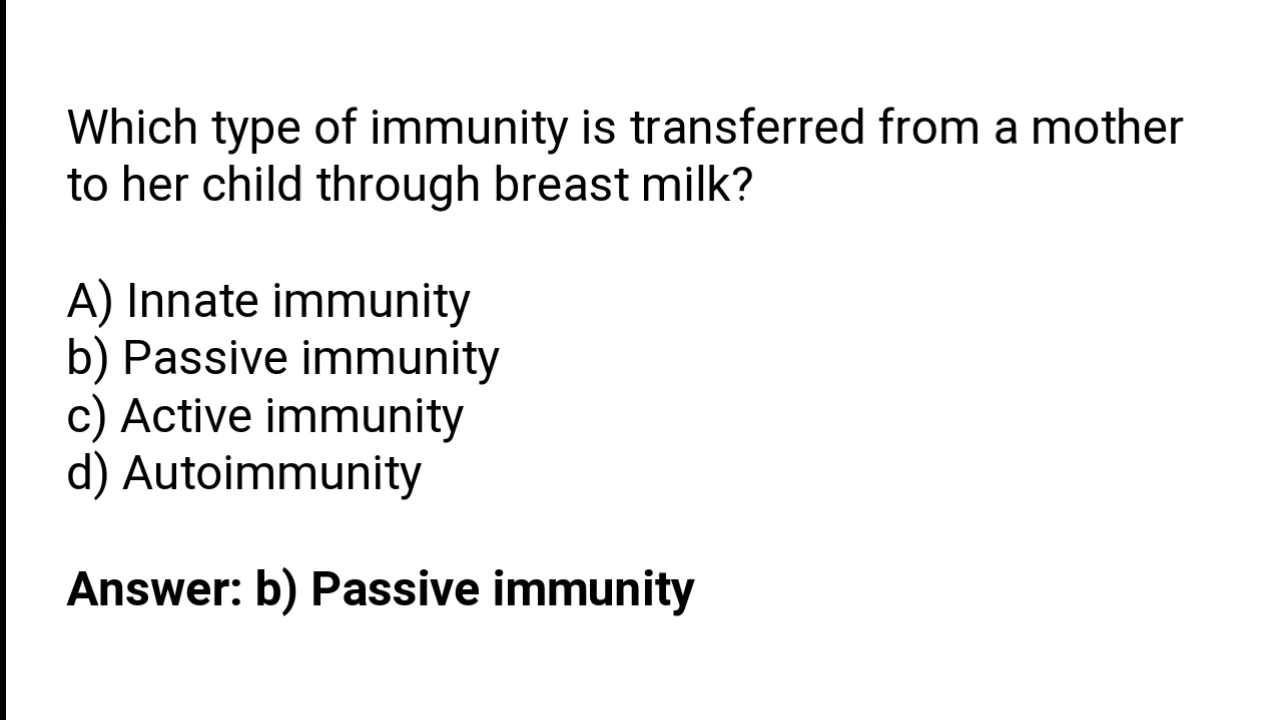 Which type of immunity is transferred from a mother
to her child through breast milk?
A) Innate immunity
b) Passive immunity
c) Active immunity
d) Autoimmunity
Answer: b) Passive immunity